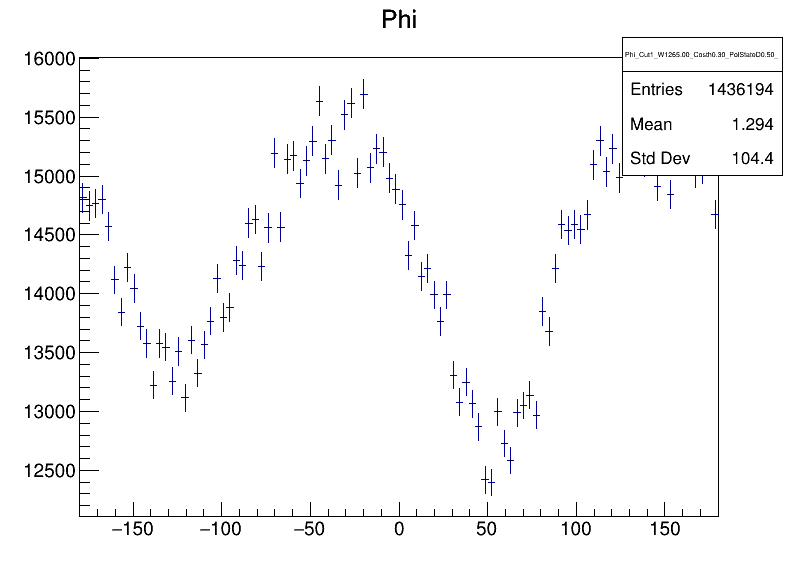 Phi
Phi_Cut1_W1265.00_Costh0.30_PolStateD0.50_
Entries 1436194
Mean 1.294
Std Dev 104.4
16000
15500
15000
14500
14000
13500
13000
12500
−150 −100 −50 0 50 100 150